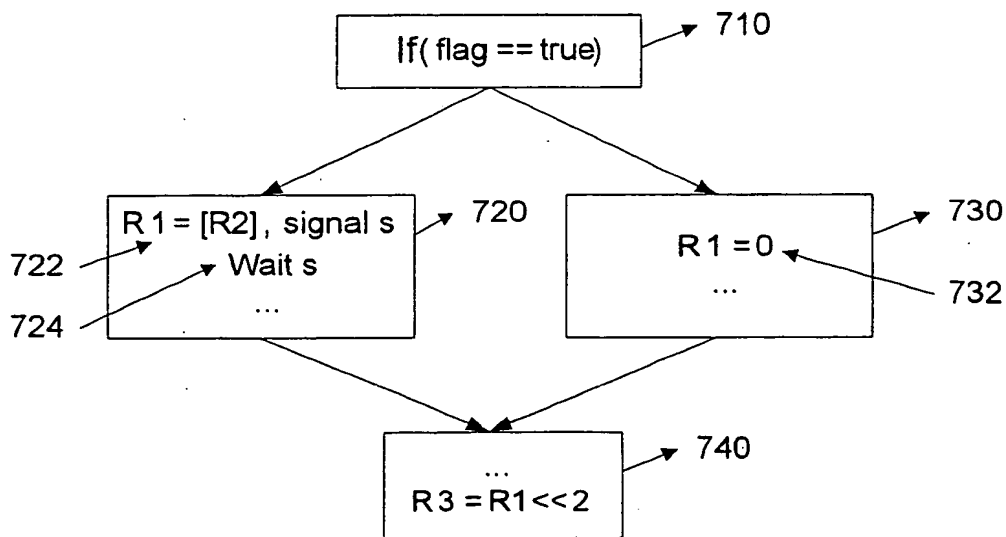 If( flag == true)
710
R1 = [R2], signal s
Wait s
...
720
722
724
R1 = 0
...
730
732
...
R3 = R1<<2
740